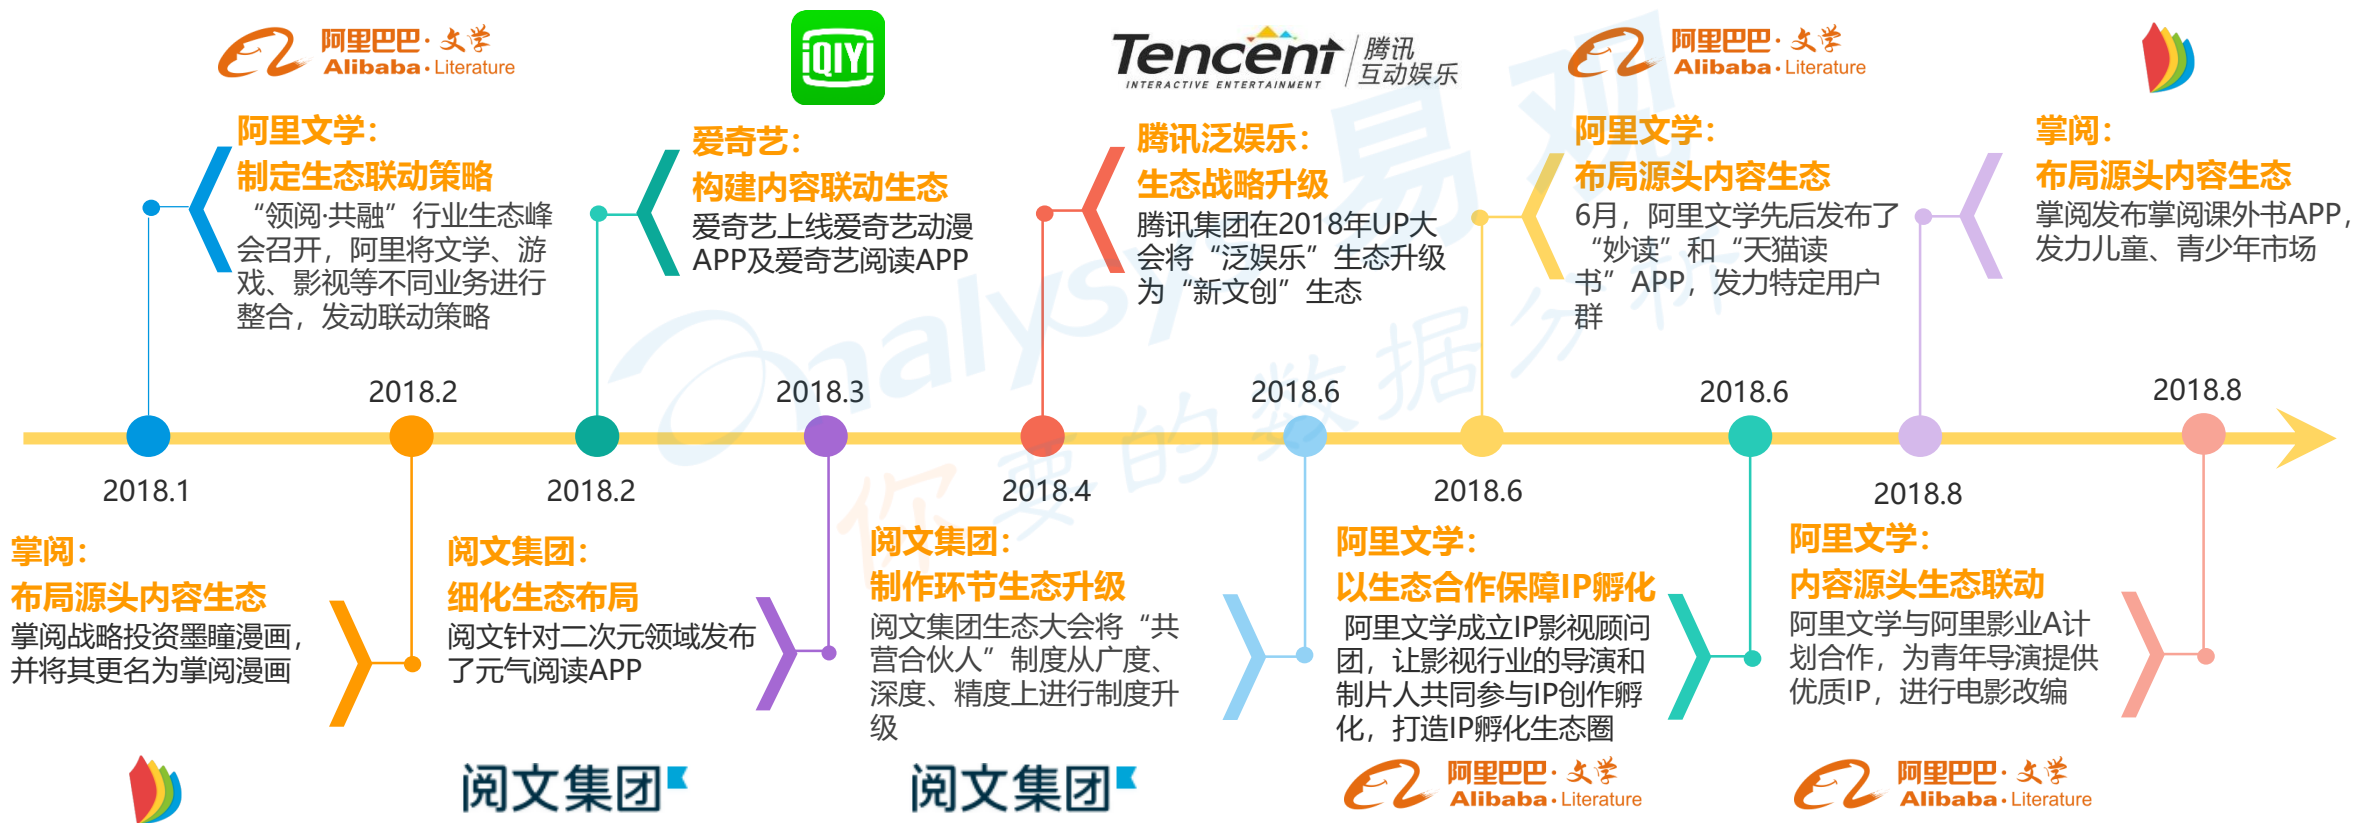 阿里巴巴·文学
Alibaba·Literature
iQIYI
Tencent
INTERACTIVE ENTERTAINMENT
腾讯
互动娱乐
阿里巴巴·文学
Alibaba·Literature
阿里文学：
制定生态联动策略
“领阅·共融”行业生态峰
会召开，阿里将文学、游
戏、影视等不同业务进行
整合，发动联动策略
爱奇艺：
构建内容联动生态
爱奇艺上线爱奇艺动漫
APP及爱奇艺阅读APP
腾讯泛娱乐：
生态战略升级
腾讯集团在2018年UP大
会将“泛娱乐”生态升级
为“新文创”生态
阿里文学：
布局源头内容生态
6月，阿里文学先后发布了
“妙读”和“天猫读
书”APP，发力特定用户
群
掌阅：
布局源头内容生态
掌阅发布掌阅课外书APP，
发力儿童、青少年市场
analysys 易观
你要的数据分析
2018.2
2018.3
2018.6
2018.6
2018.8
2018.1
2018.2
2018.4
2018.6
2018.8
掌阅：
布局源头内容生态
掌阅战略投资墨瞳漫画，
并将其更名为掌阅漫画
阅文集团：
细化生态布局
阅文针对二次元领域发布
了元气阅读APP
阅文集团：
制作环节生态升级
阅文集团生态大会将“共
营合伙人”制度从广度、
深度、精度上进行制度升
级
阿里文学：
以生态合作保障IP孵化
阿里文学成立IP影视顾问
团，让影视行业的导演和
制片人共同参与IP创作孵
化，打造IP孵化生态圈
阿里文学：
内容源头生态联动
阿里文学与阿里影业A计
划合作，为青年导演提供
优质IP，进行电影改编
阅文集团
阅文集团
阿里巴巴·文学
Alibaba·Literature
阿里巴巴·文学
Alibaba·Literature